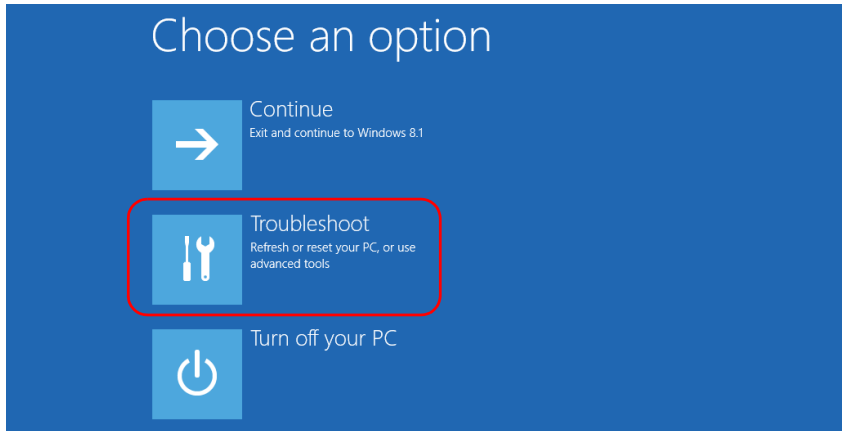 Choose an option
Continue
Exit and continue to Windows 8.1
Troubleshoot
Refresh or reset your PC, or use
advanced tools
Turn off your PC